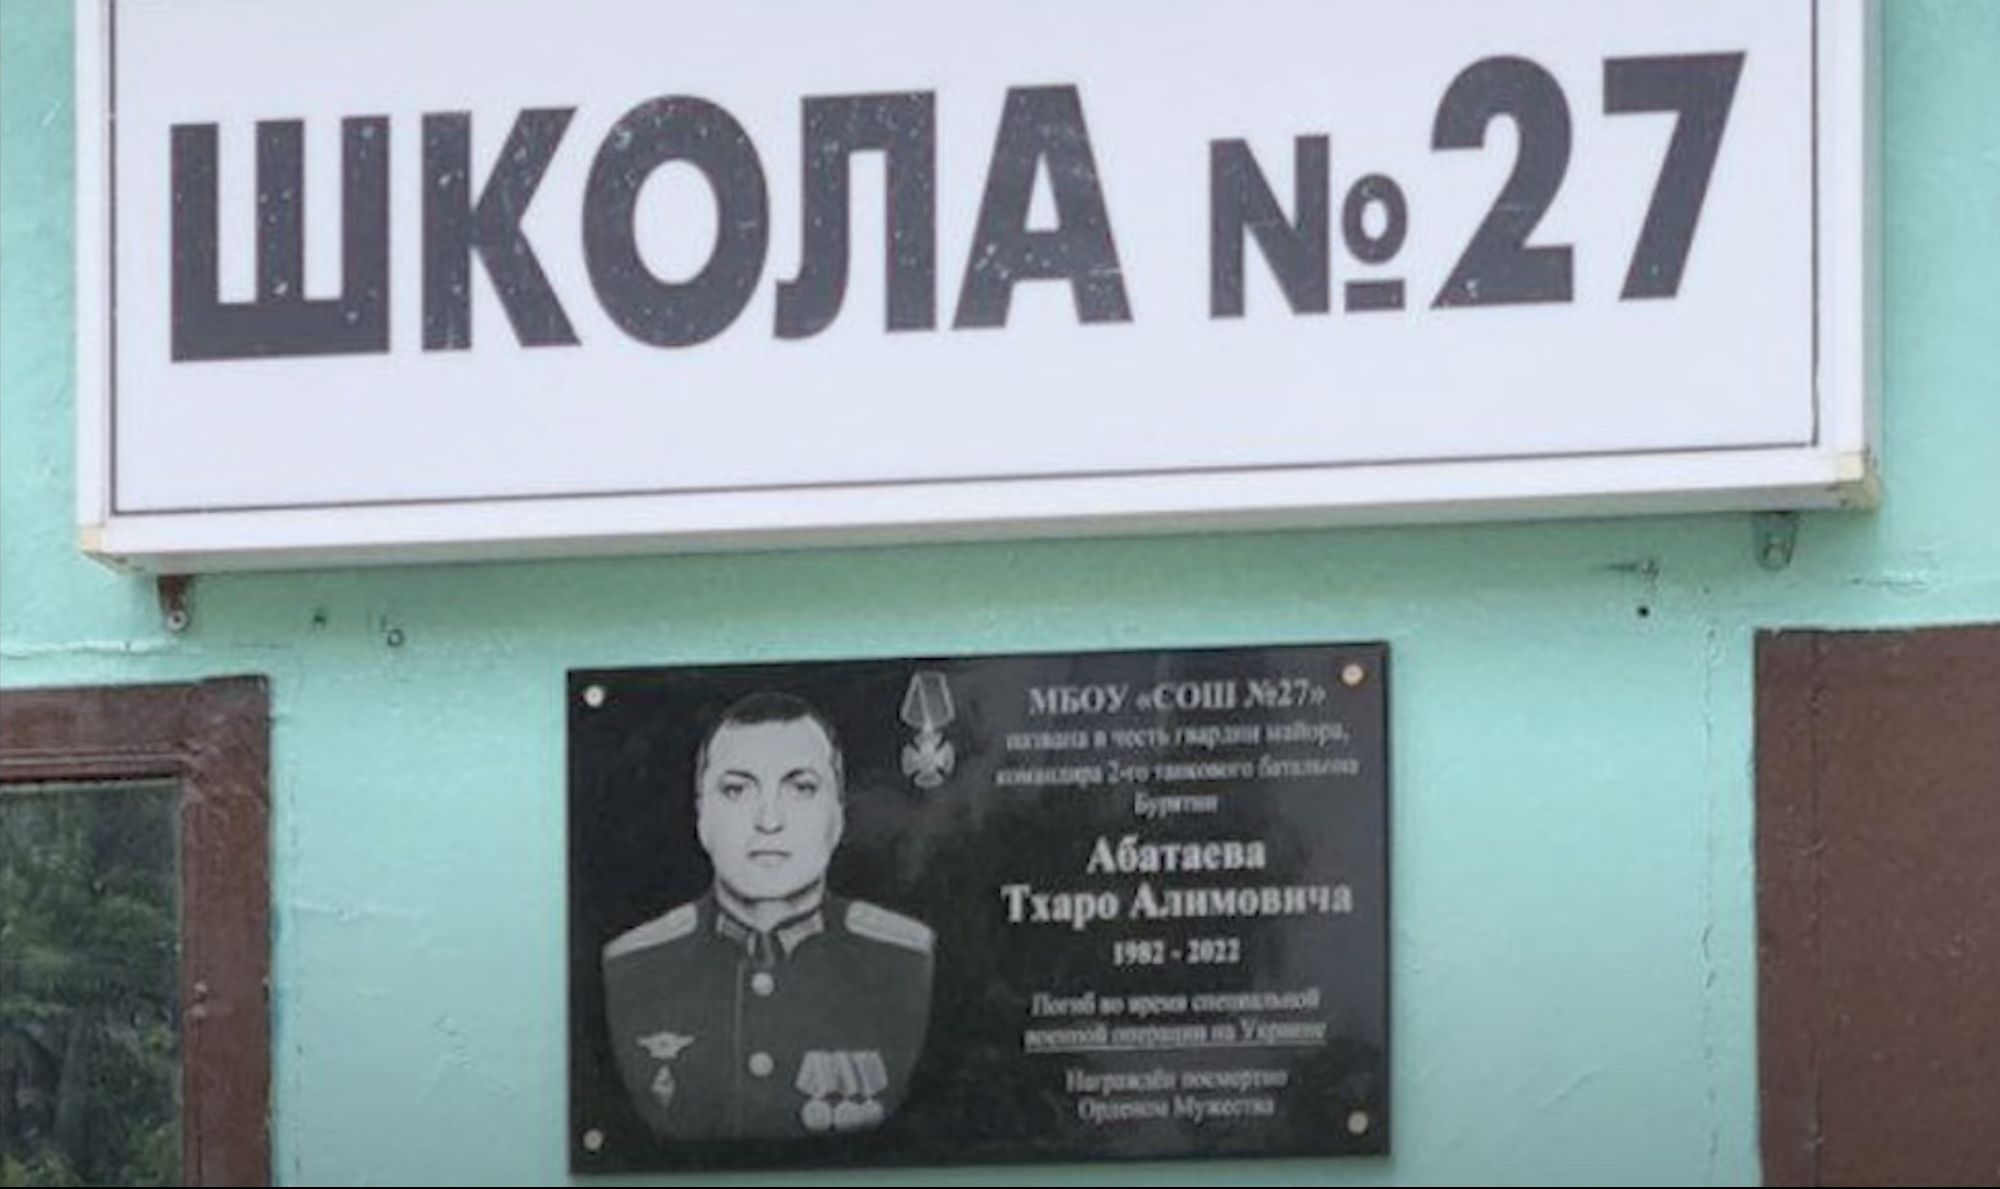 ШКОЛА №27
МБОУ «СОШ №27»
названа в честь гвардии майора,
командира 2-го танкового батальона
Бурятии
Абатаева
Тхаро Алимовича
1982 - 2022
Погиб во время специальной
военной операции на Украине
Награждён посмертно
Орденом Мужества